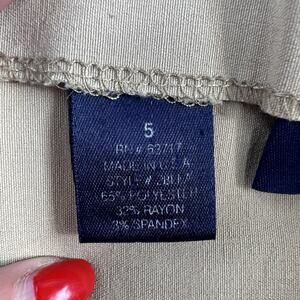 5
RN# 63717
MADE IN U.S.A
STYLE #
65% POLYESTER
32% RAYON
3% SPANDEX